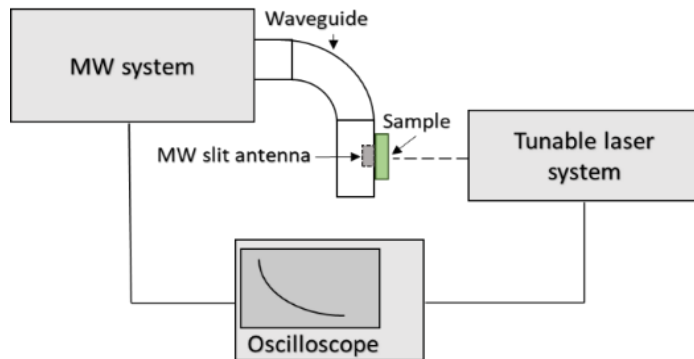 Waveguide
MW system
Sample
MW slit antenna
Tunable laser
system
Oscilloscope